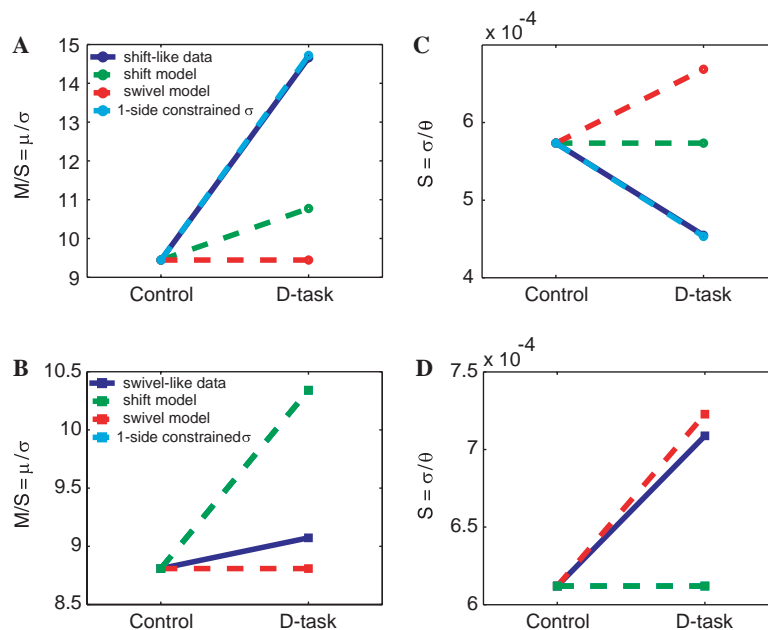 A
15
14
13
12
11
10
9
M/S = μ/σ
shift-like data
shift model
swivel model
1-side constrained σ
Control
D-task
C
x 10⁻⁴
6
5
4
S = σ/θ
Control
D-task
B
10.5
10
9.5
9
8.5
M/S = μ/σ
swivel-like data
shift model
swivel model
1-side constrained σ
Control
D-task
D
x 10⁻⁴
7.5
7
6.5
6
S = σ/θ
Control
D-task